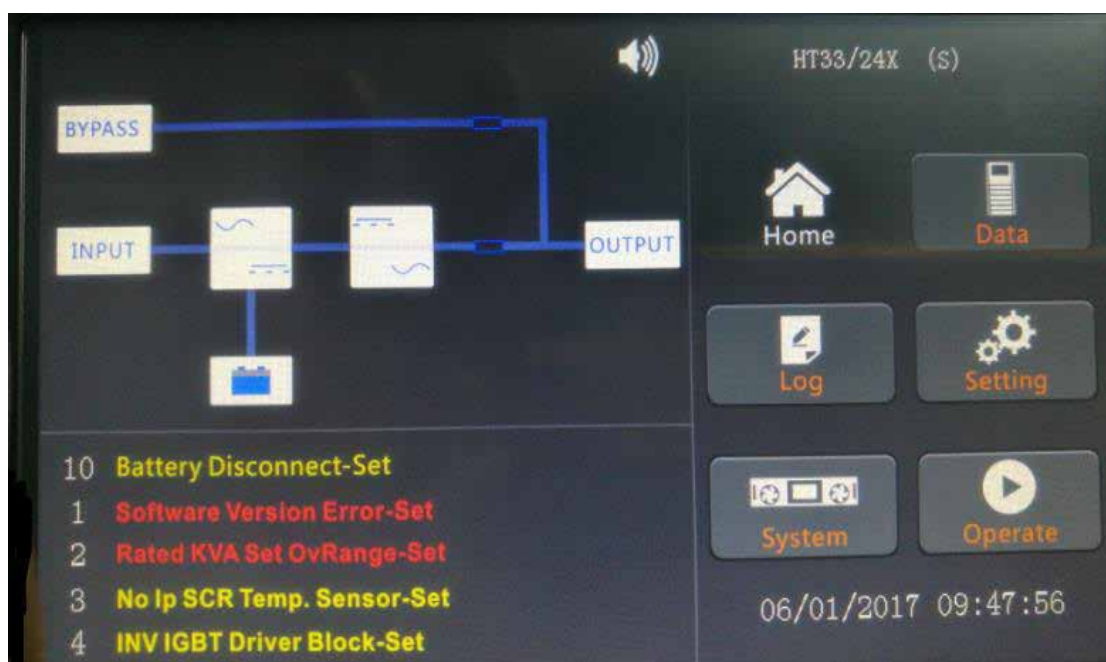 HT33/24X (S)
BYPASS
INPUT
OUTPUT
Home
Data
Log
Setting
System
Operate
10 Battery Disconnect-Set
1 Software Version Error-Set
2 Rated KVA Set OvRange-Set
3 No Ip SCR Temp. Sensor-Set
4 INV IGBT Driver Block-Set
06/01/2017 09:47:56